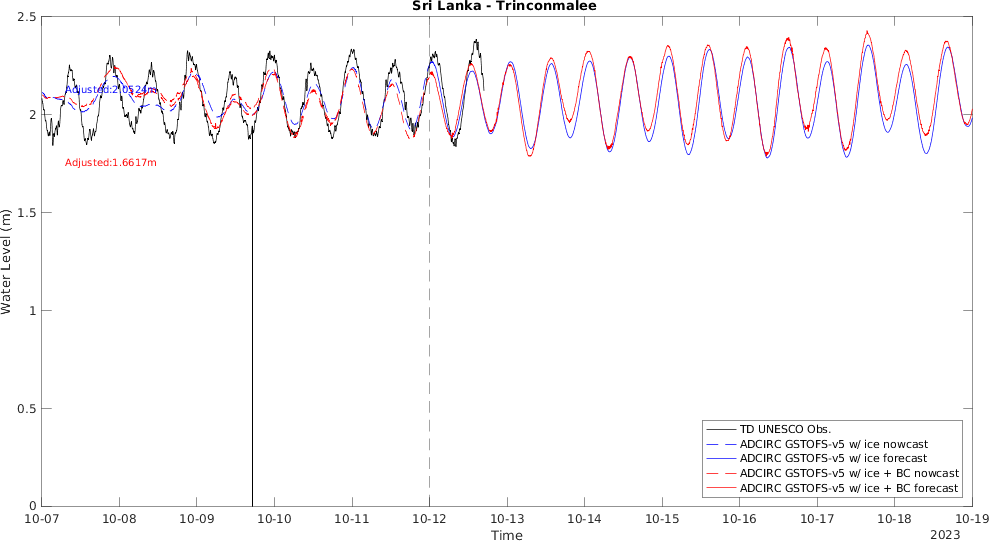 Sri Lanka - Trinconmalee
2.5
2
1.5
1
0.5
0
Water Level (m)
Adjusted:2.0524m
Adjusted:1.6617m
TD UNESCO Obs.
ADCIRC GSTOFS-v5 w/ ice nowcast
ADCIRC GSTOFS-v5 w/ ice forecast
ADCIRC GSTOFS-v5 w/ ice + BC nowcast
ADCIRC GSTOFS-v5 w/ ice + BC forecast
10-07 10-08 10-09 10-10 10-11 10-12 10-13 10-14 10-15 10-16 10-17 10-18 10-19
Time
2023